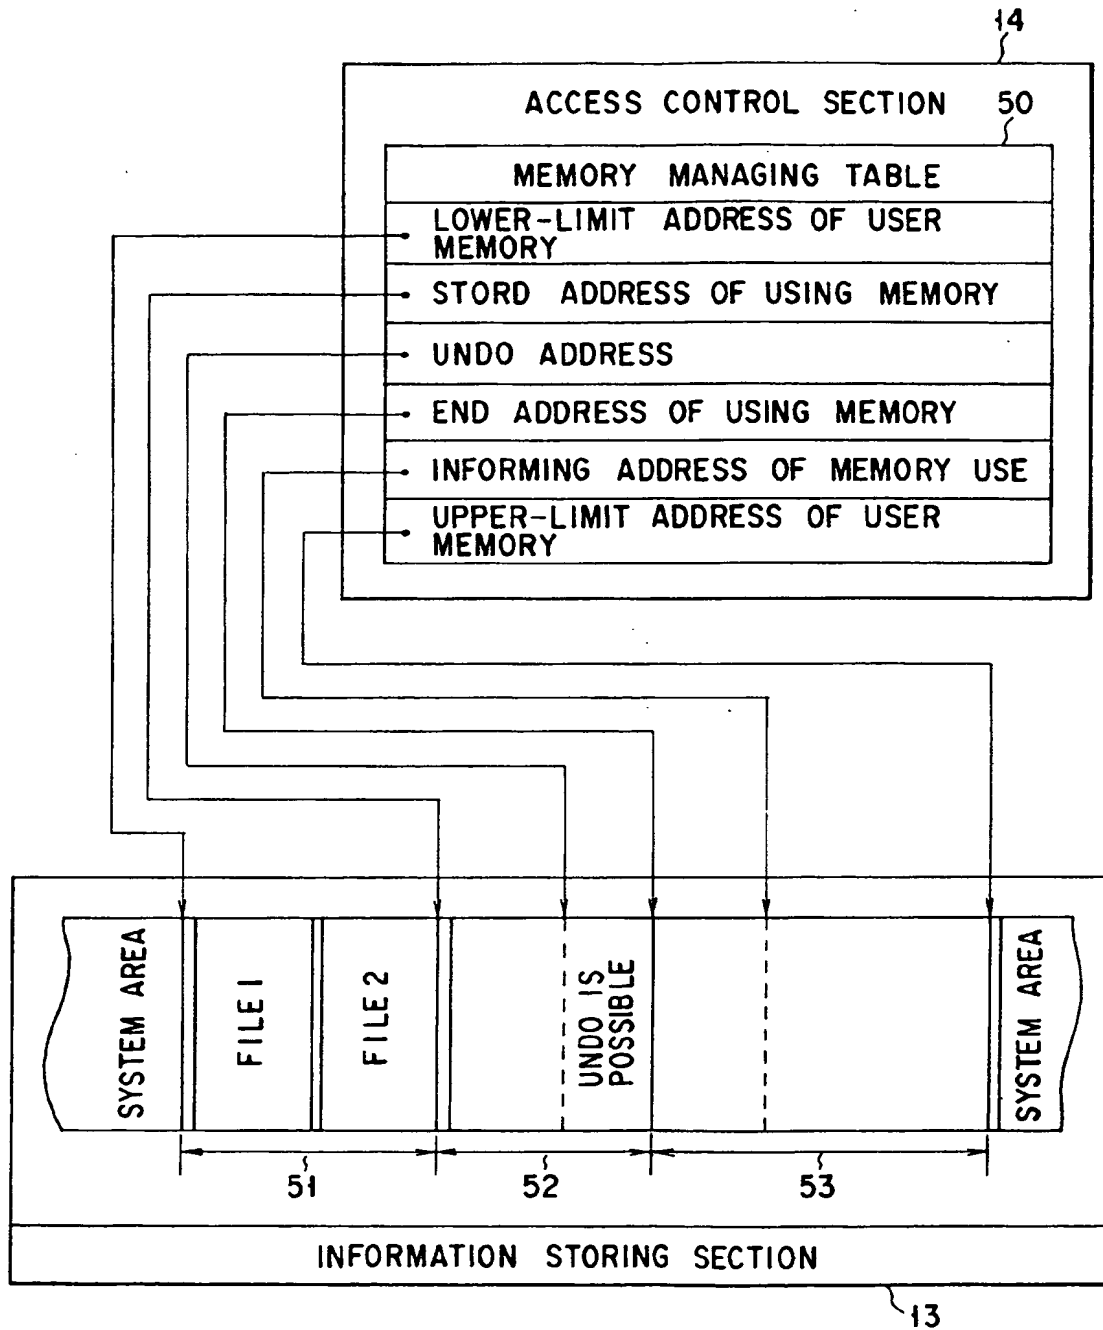 14
ACCESS CONTROL SECTION 50
MEMORY MANAGING TABLE
LOWER-LIMIT ADDRESS OF USER
MEMORY
STORD ADDRESS OF USING MEMORY
UNDO ADDRESS
END ADDRESS OF USING MEMORY
INFORMING ADDRESS OF MEMORY USE
UPPER-LIMIT ADDRESS OF USER
MEMORY
SYSTEM AREA
FILE 1
FILE 2
UNDO IS
POSSIBLE
SYSTEM AREA
51
52
53
INFORMATION STORING SECTION
13